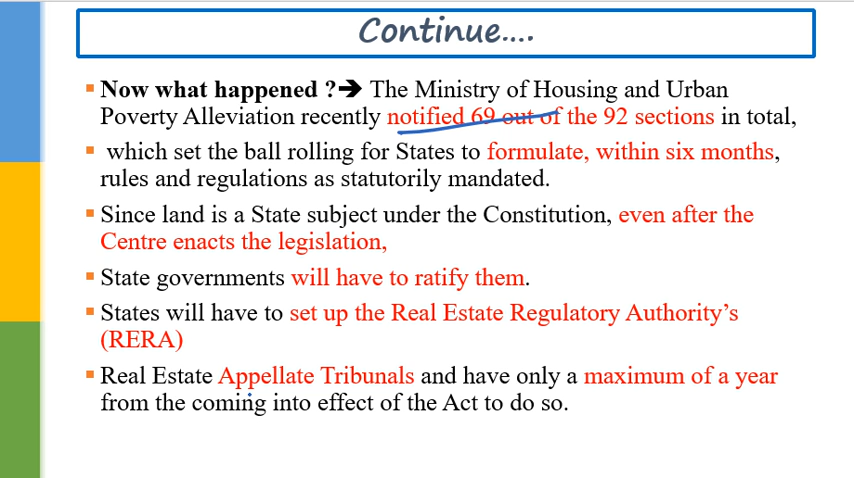 Continue....
▪ Now what happened ?➔ The Ministry of Housing and Urban
Poverty Alleviation recently notified 69 out of the 92 sections in total,
▪ which set the ball rolling for States to formulate, within six months,
rules and regulations as statutorily mandated.
▪ Since land is a State subject under the Constitution, even after the
Centre enacts the legislation,
▪ State governments will have to ratify them.
▪ States will have to set up the Real Estate Regulatory Authority’s
(RERA)
▪ Real Estate Appellate Tribunals and have only a maximum of a year
from the coming into effect of the Act to do so.